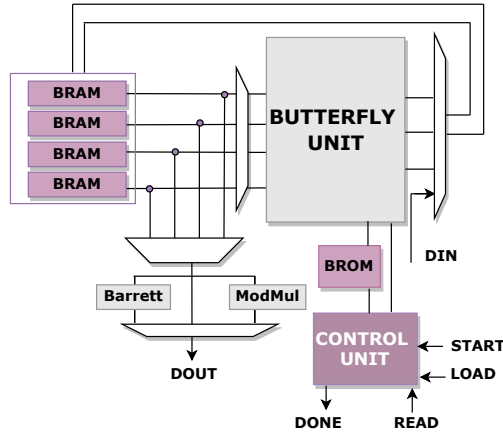 BRAM
BRAM
BRAM
BRAM
BUTTERFLY
UNIT
DIN
BROM
Barrett
ModMul
CONTROL
UNIT
START
LOAD
DOUT
DONE
READ